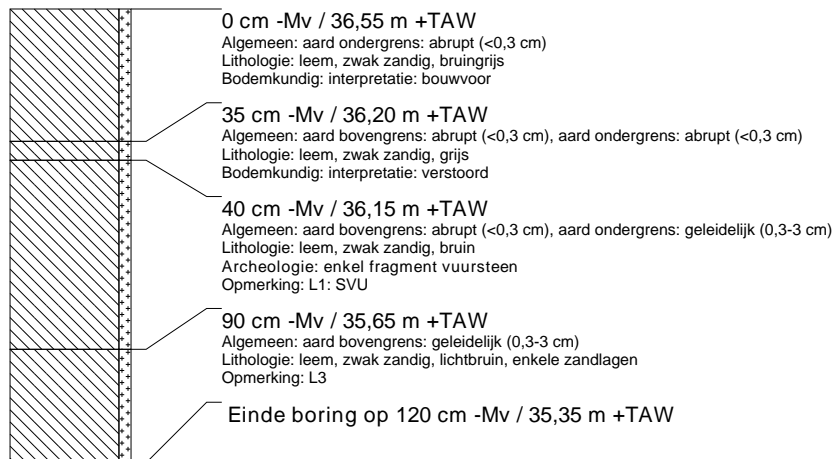 0 cm -Mv / 36,55 m +TAW
Algemeen: aard ondergrens: abrupt (<0,3 cm)
Lithologie: leem, zwak zandig, bruingrijs
Bodemkundig: interpretatie: bouwvoor
35 cm -Mv / 36,20 m +TAW
Algemeen: aard bovengrens: abrupt (<0,3 cm), aard ondergrens: abrupt (<0,3 cm)
Lithologie: leem, zwak zandig, grijs
Bodemkundig: interpretatie: verstoord
40 cm -Mv / 36,15 m +TAW
Algemeen: aard bovengrens: abrupt (<0,3 cm), aard ondergrens: geleidelijk (0,3-3 cm)
Lithologie: leem, zwak zandig, bruin
Archeologie: enkel fragment vuursteen
Opmerking: L1: SVU
90 cm -Mv / 35,65 m +TAW
Algemeen: aard bovengrens: geleidelijk (0,3-3 cm)
Lithologie: leem, zwak zandig, lichtbruin, enkele zandlagen
Opmerking: L3
Einde boring op 120 cm -Mv / 35,35 m +TAW